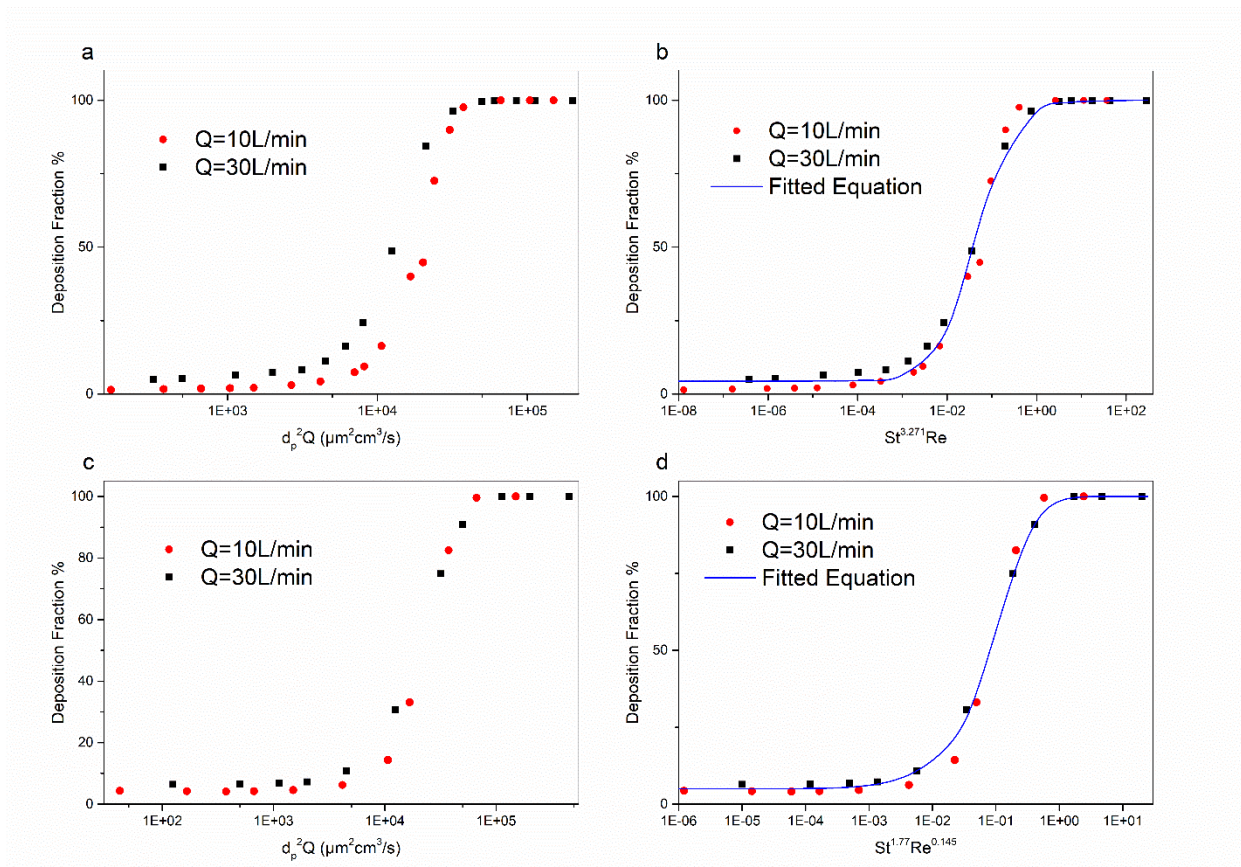 a
Deposition Fraction %
100
50
0
Q=10L/min
Q=30L/min
1E+03 1E+04 1E+05
dₚ²Q (μm²cm³/s)
b
Deposition Fraction %
100
50
0
Q=10L/min
Q=30L/min
Fitted Equation
1E-08 1E-06 1E-04 1E-02 1E+00 1E+02
St³·²⁷¹Re
c
Deposition Fraction %
100
80
60
40
20
0
Q=10L/min
Q=30L/min
1E+02 1E+03 1E+04 1E+05
dₚ²Q (μm²cm³/s)
d
Deposition Fraction %
100
50
0
Q=10L/min
Q=30L/min
Fitted Equation
1E-06 1E-05 1E-04 1E-03 1E-02 1E-01 1E+00 1E+01
St¹·⁷⁷Re⁰·¹⁴⁵